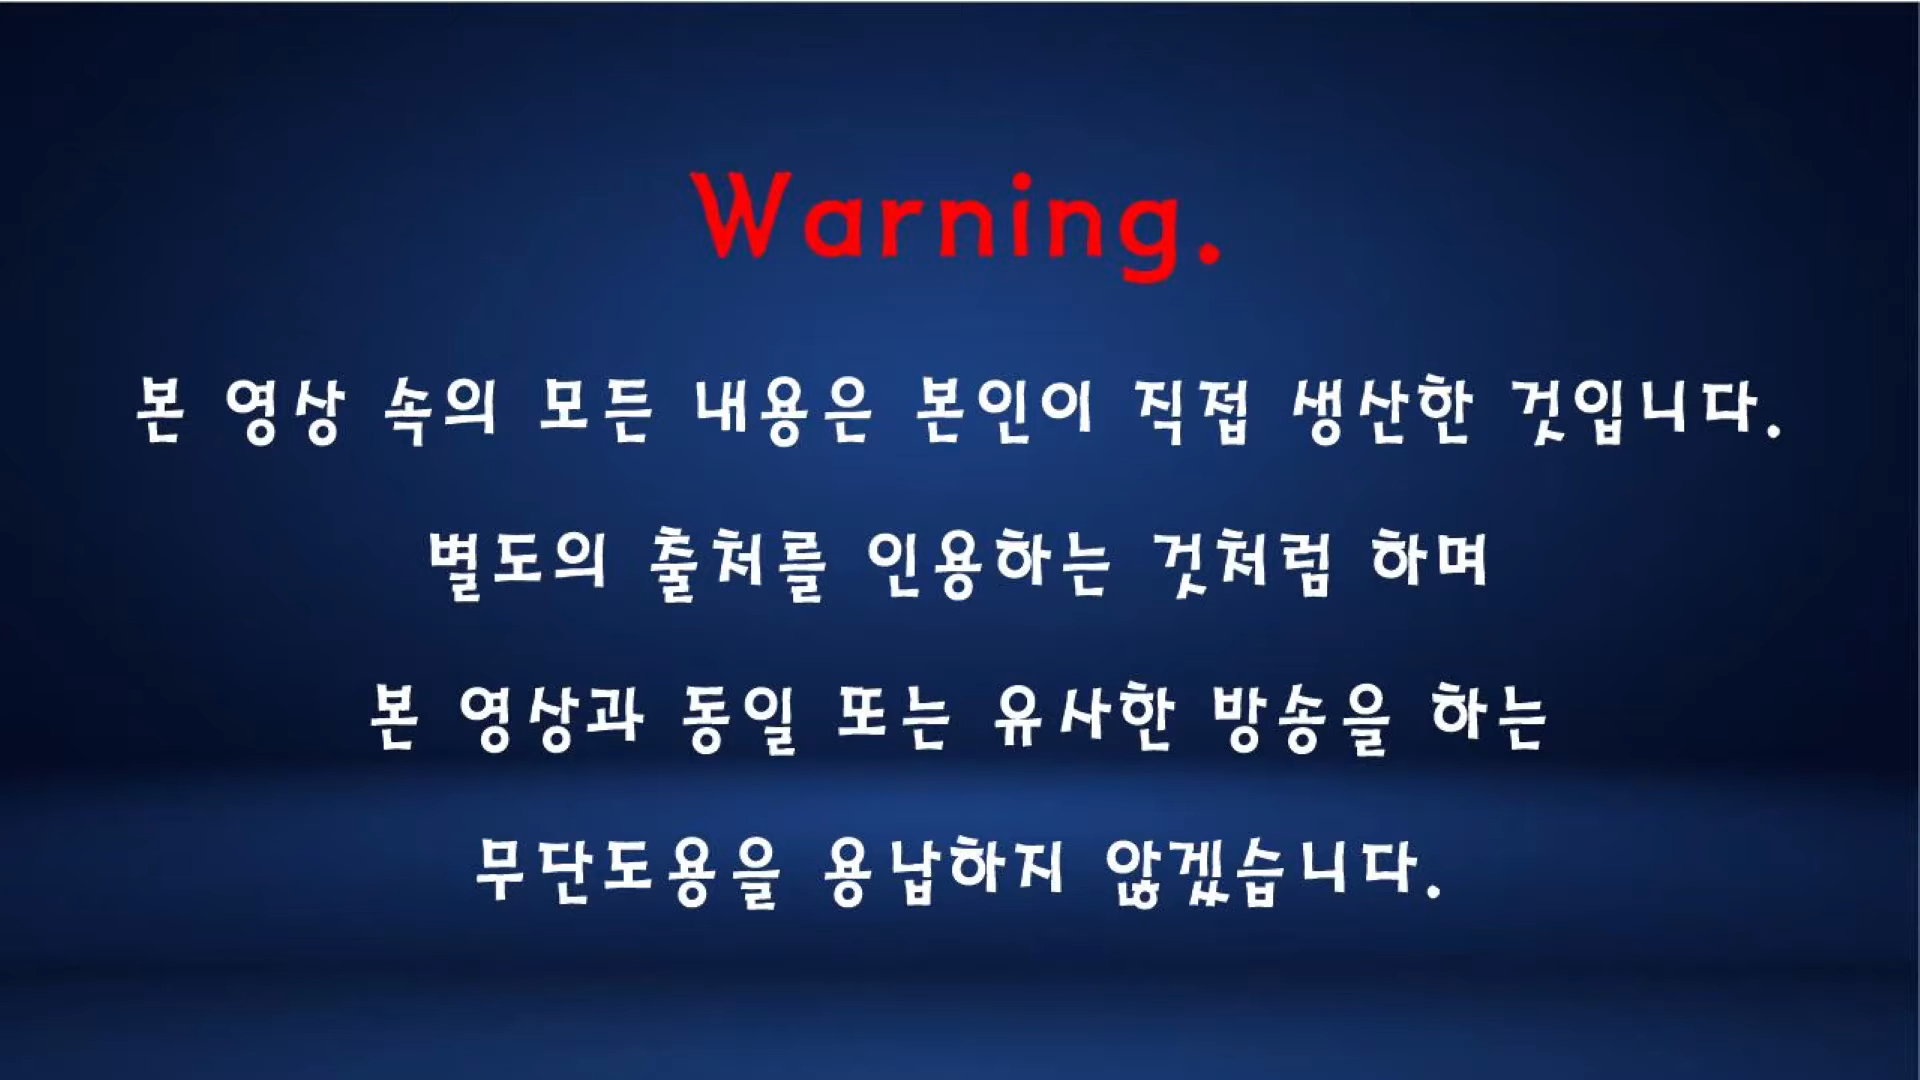 Warning.
본 영상 속의 모든 내용은 본인이 직접 생산한 것입니다.
별도의 출처를 인용하는 것처럼 하며
본 영상과 동일 또는 유사한 방송을 하는
무단도용을 용납하지 않겠습니다.